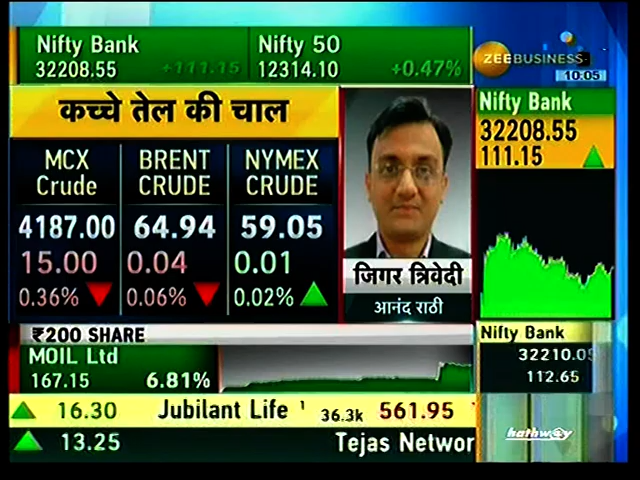 Nifty Bank
32208.55 +111.15
Nifty 50
12314.10 +0.47%
ZEE BUSINESS
10:05
कच्चे तेल की चाल
MCX Crude
4187.00
15.00
0.36%
BRENT CRUDE
64.94
0.04
0.06%
NYMEX CRUDE
59.05
0.01
0.02%
जिगर त्रिवेदी
आनंद राठी
Nifty Bank
32208.55
111.15
₹200 SHARE
MOIL Ltd
167.15 6.81%
Nifty Bank
32210.05
112.65
16.30 Jubilant Life 36.3k 561.95
13.25 Tejas Networ
hathway